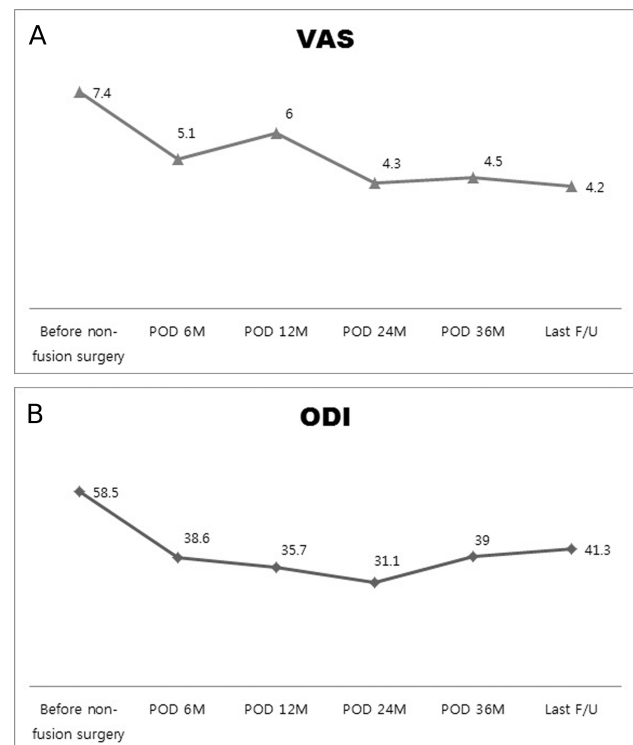 A
VAS
7.4
5.1
6
4.3
4.5
4.2
Before non-
fusion surgery
POD 6M
POD 12M
POD 24M
POD 36M
Last F/U
B
ODI
58.5
38.6
35.7
31.1
39
41.3
Before non-
fusion surgery
POD 6M
POD 12M
POD 24M
POD 36M
Last F/U